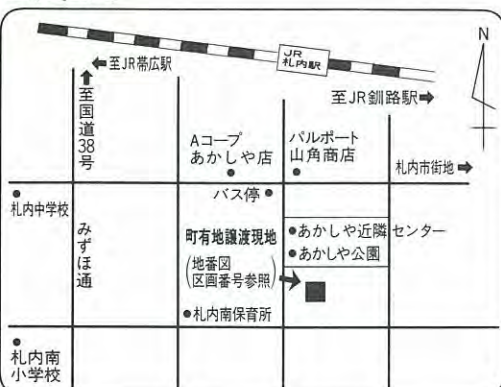 N
JR
札内駅
←至JR帯広駅
至JR釧路駅→
↑至国道38号
Aコープ
あかしや店
パルポート
山角商店
札内市街地→
バス停
札内中学校
みずほ通
町有地譲渡現地
(地番図
区画番号参照)
あかしや近隣センター
あかしや公園
札内南保育所
札内南
小学校